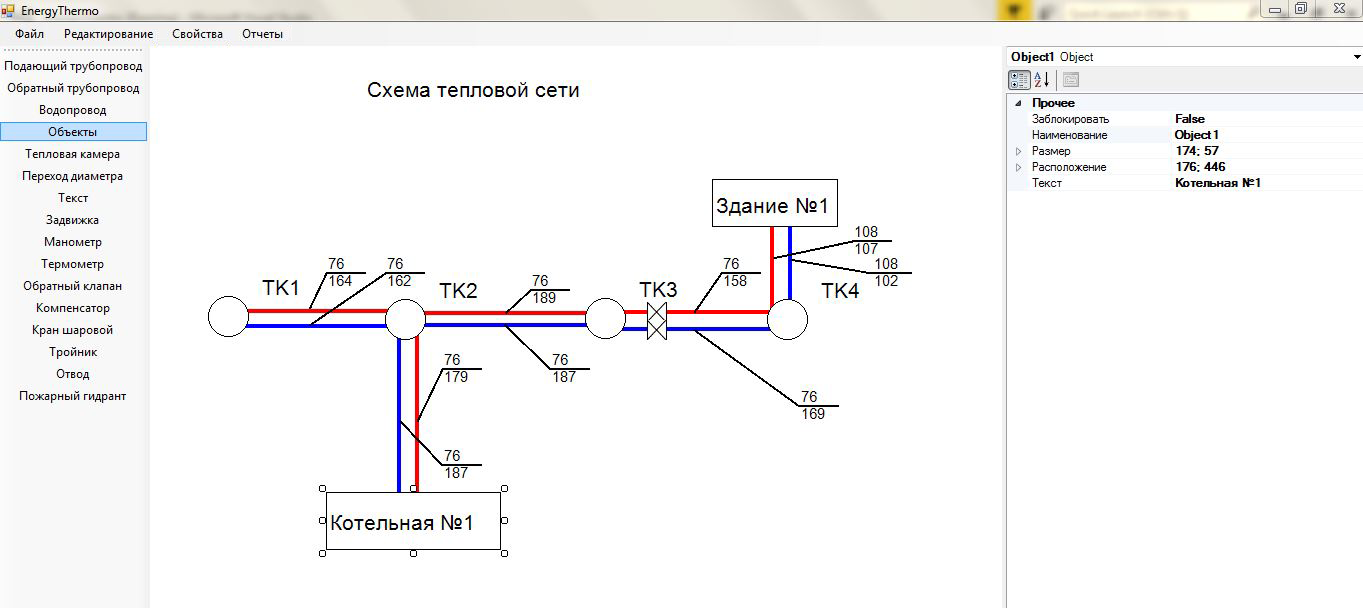 EnergyThermo
Файл Редактирование Свойства Отчеты
Подающий трубопровод
Обратный трубопровод
Водопровод
Объекты
Тепловая камера
Переход диаметра
Текст
Задвижка
Манометр
Термометр
Обратный клапан
Компенсатор
Кран шаровой
Тройник
Отвод
Пожарный гидрант
Схема тепловой сети
Здание №1
108
107
108
102
76
164
76
162
ТК1
ТК2
76
189
ТК3
76
158
ТК4
76
179
76
187
76
169
76
187
Котельная №1
Object1 Object
Прочее
Заблокировать False
Наименование Object1
Размер 174; 57
Расположение 176; 446
Текст Котельная №1